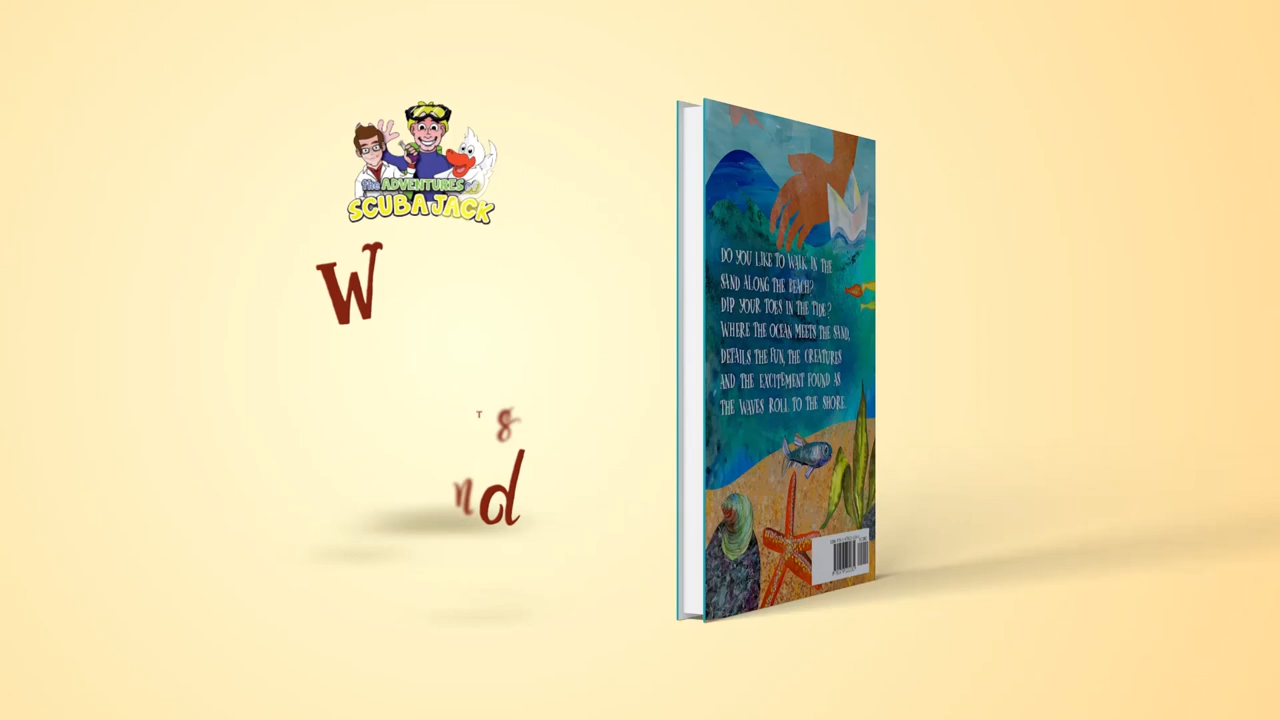 the ADVENTURES of
SCUBA JACK
W
T s
nd
DO YOU LIKE TO WALK IN THE
SAND ALONG THE BEACH?
DIP YOUR TOES IN THE TIDE?
WHERE THE OCEAN MEETS THE SAND,
DETAILS THE FUN, THE CREATURES
AND THE EXCITEMENT FOUND AS
THE WAVES ROLL TO THE SHORE.